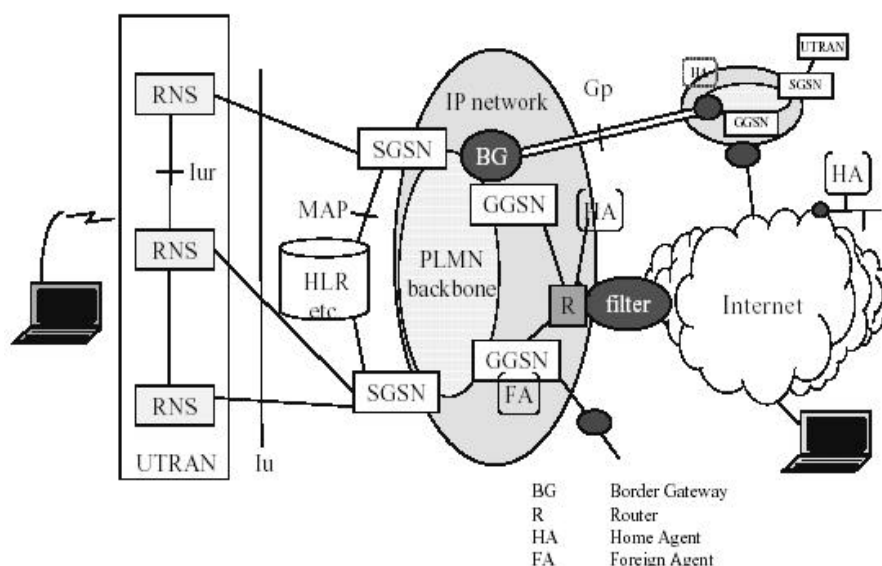 UTRAN
HA
SGSN
GGSN
RNS
IP network
Gp
SGSN
BG
Iur
MAP
GGSN
HA
HA
RNS
HLR
etc
PLMN
backbone
R
filter
Internet
GGSN
FA
RNS
SGSN
UTRAN
Iu
BG Border Gateway
R Router
HA Home Agent
FA Foreign Agent